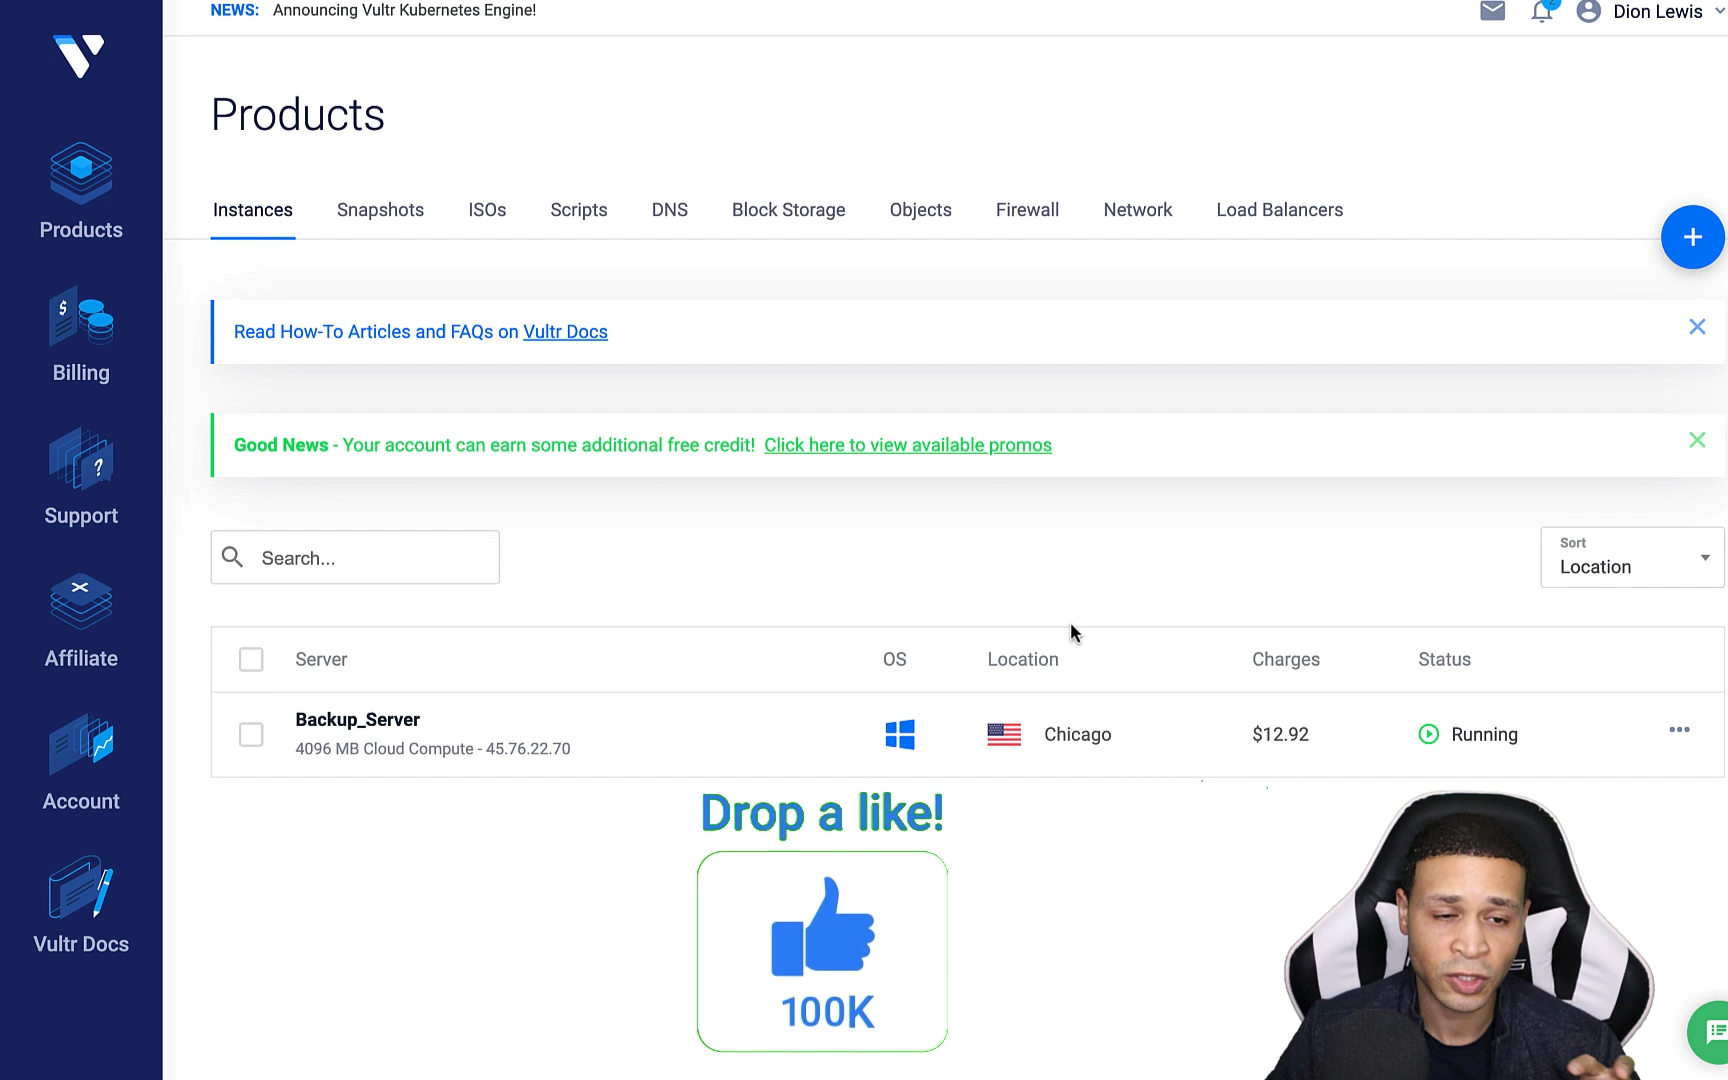 NEWS: Announcing Vultr Kubernetes Engine!
2
Dion Lewis
Products
Instances Snapshots ISOs Scripts DNS Block Storage Objects Firewall Network Load Balancers
+
Products
Billing
Support
Affiliate
Account
Vultr Docs
Read How-To Articles and FAQs on Vultr Docs
Good News - Your account can earn some additional free credit! Click here to view available promos
Search...
Sort
Location
Server OS Location Charges Status
Backup_Server
4096 MB Cloud Compute - 45.76.22.70
Chicago $12.92 Running
Drop a like!
100K